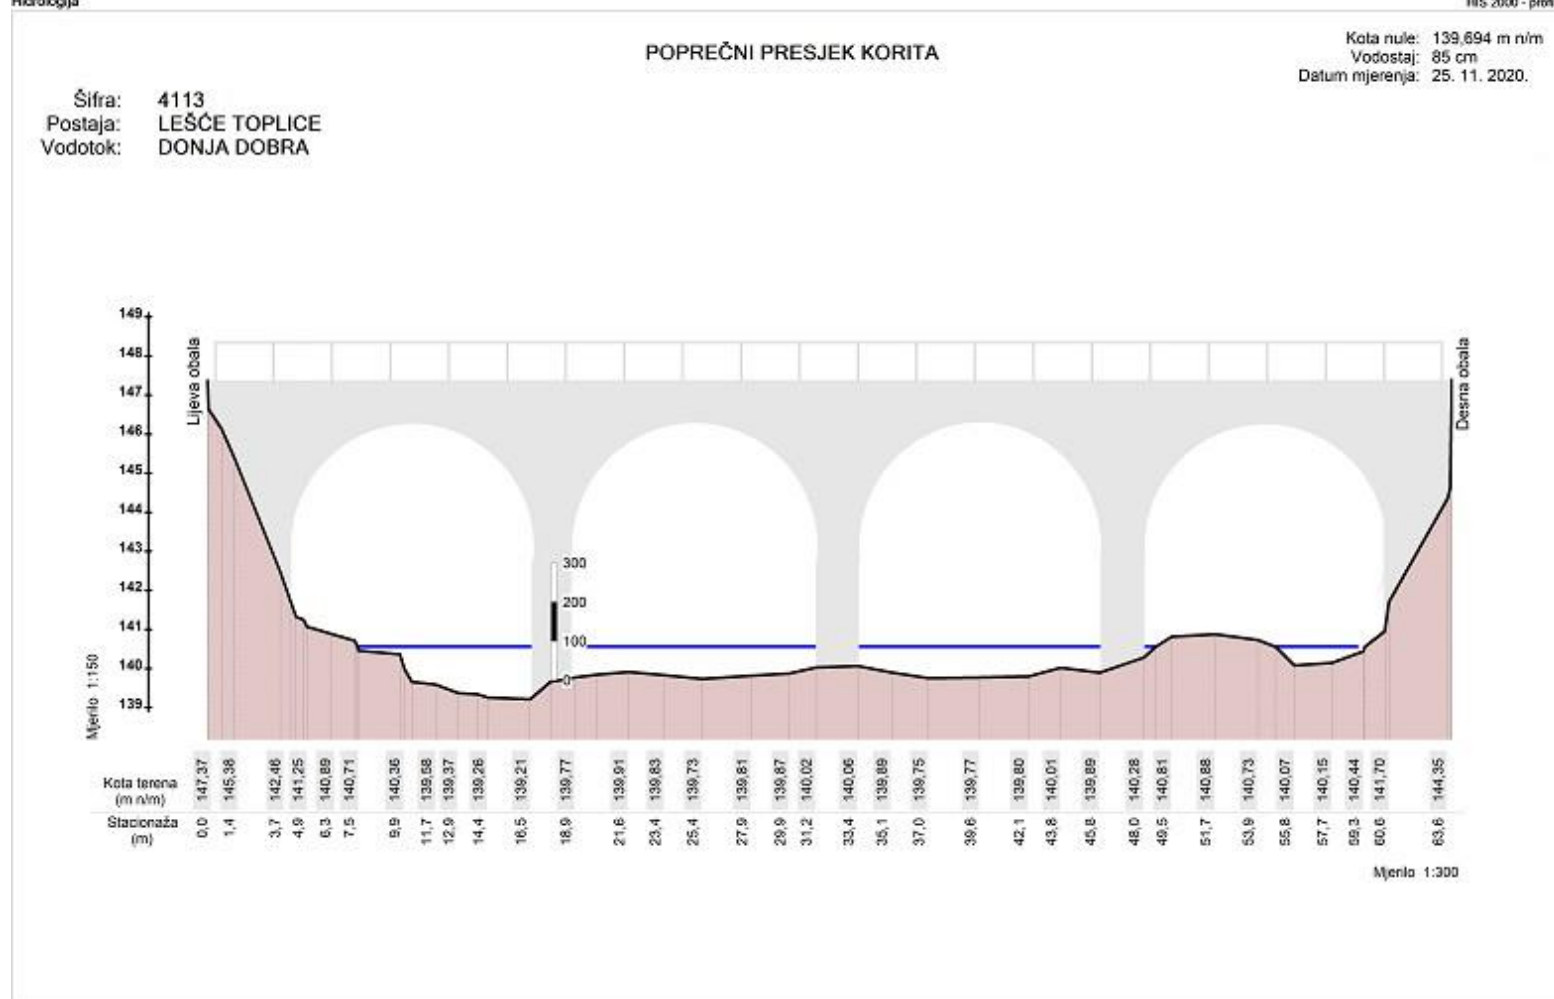 Hidrologija
HIS 2000 - profi
POPREČNI PRESJEK KORITA
Kota nule: 139,694 m n/m
Vodostaj: 85 cm
Datum mjerenja: 25. 11. 2020.
Šifra: 4113
Postaja: LEŠĆE TOPLICE
Vodotok: DONJA DOBRA
149
148
147
146
145
144
143
142
141
140
139
Mjerilo 1:150
Lijeva obala
Desna obala
300
200
100
0
Kota terena
(m n/m)
147,37 145,38 142,46 141,25 140,89 140,71 140,36 139,58 139,37 139,26 139,21 139,77 139,91 139,83 139,73 139,81 139,87 140,02 140,06 139,89 139,75 139,77 139,80 140,01 139,89 140,28 140,81 140,88 140,73 140,07 140,15 140,44 141,70 144,35
Stacionaža
(m)
0,0 1,4 3,7 4,9 6,3 7,5 9,9 11,7 12,9 14,4 16,5 18,9 21,6 23,4 25,4 27,9 29,9 31,2 33,4 35,1 37,0 39,6 42,1 43,8 45,8 48,0 49,5 51,7 53,9 55,8 57,7 59,3 60,6 63,6
Mjerilo 1:300